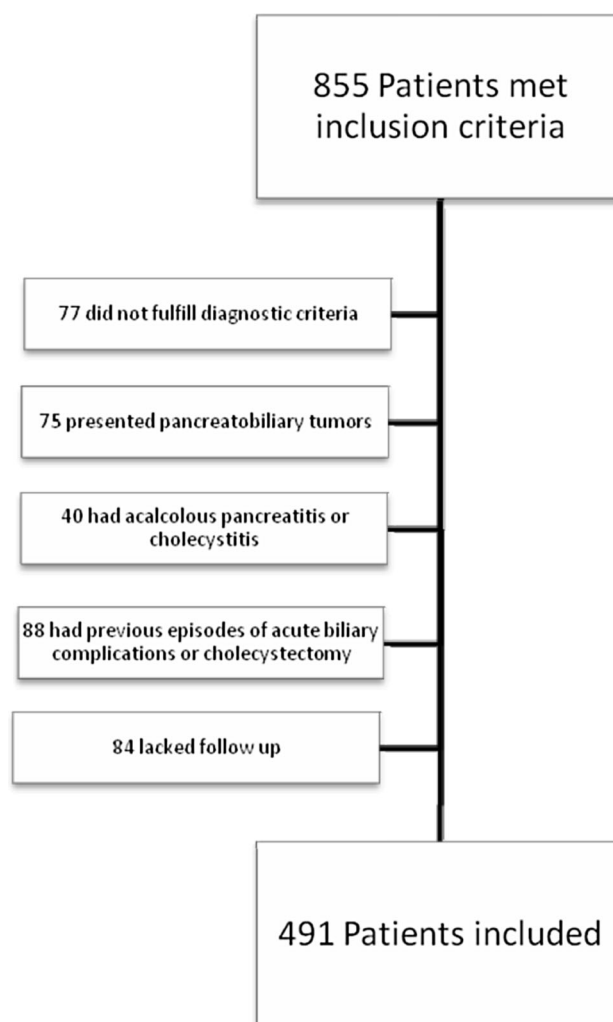 855 Patients met
inclusion criteria
77 did not fulfill diagnostic criteria
75 presented pancreatobiliary tumors
40 had acalcolous pancreatitis or
cholecystitis
88 had previous episodes of acute biliary
complications or cholecystectomy
84 lacked follow up
491 Patients included